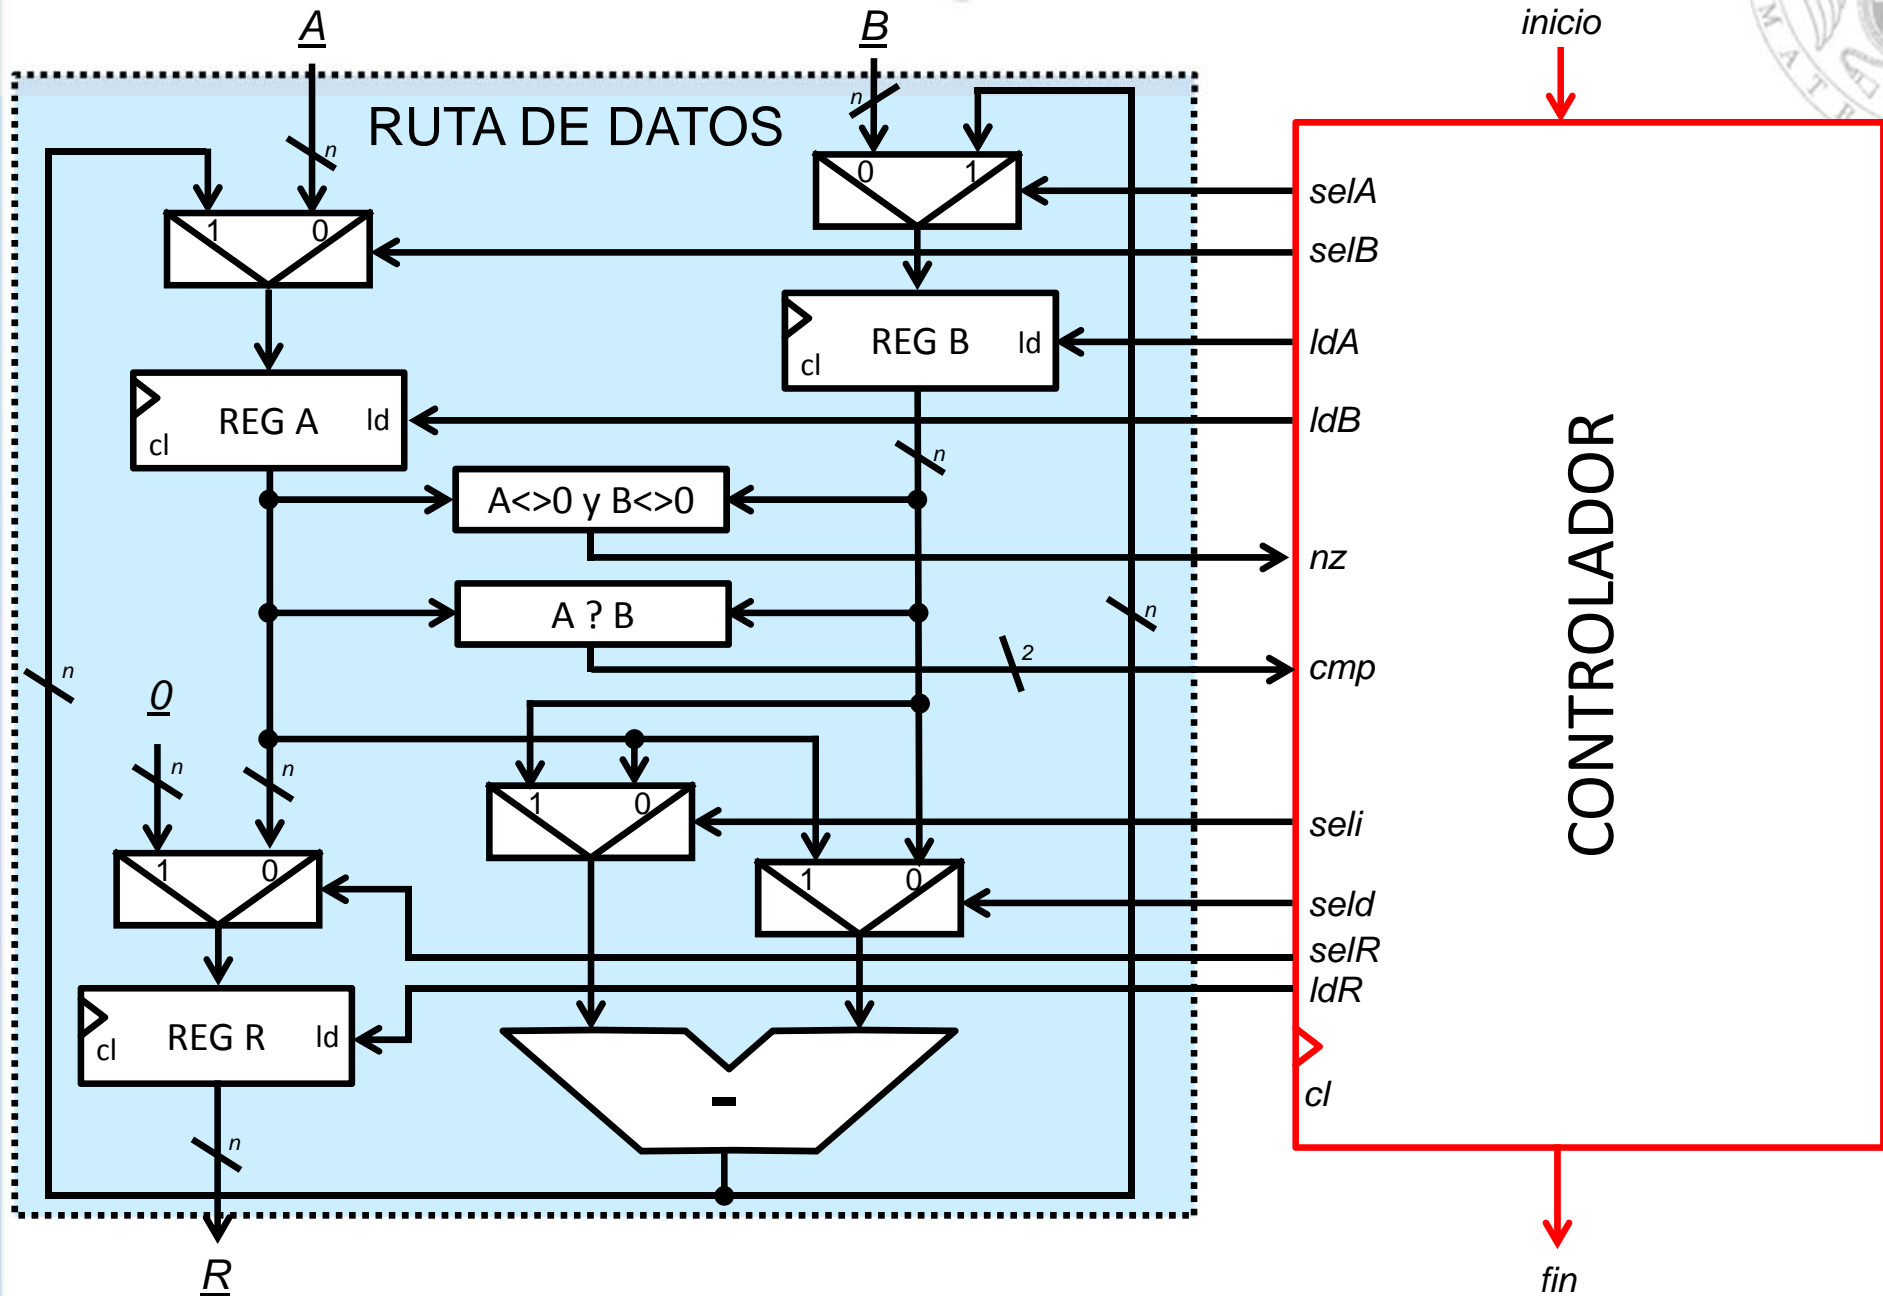 A
B
inicio
RUTA DE DATOS
n
n
0
1
selA
1
0
selB
REG B
ld
cl
ldA
REG A
ld
cl
ldB
n
A<>0 y B<>0
nz
A ? B
n
2
cmp
n
0
n
n
1
0
seli
1
0
1
0
seld
selR
ldR
REG R
ld
cl
-
cl
CONTROLADOR
n
R
fin
M
A
T